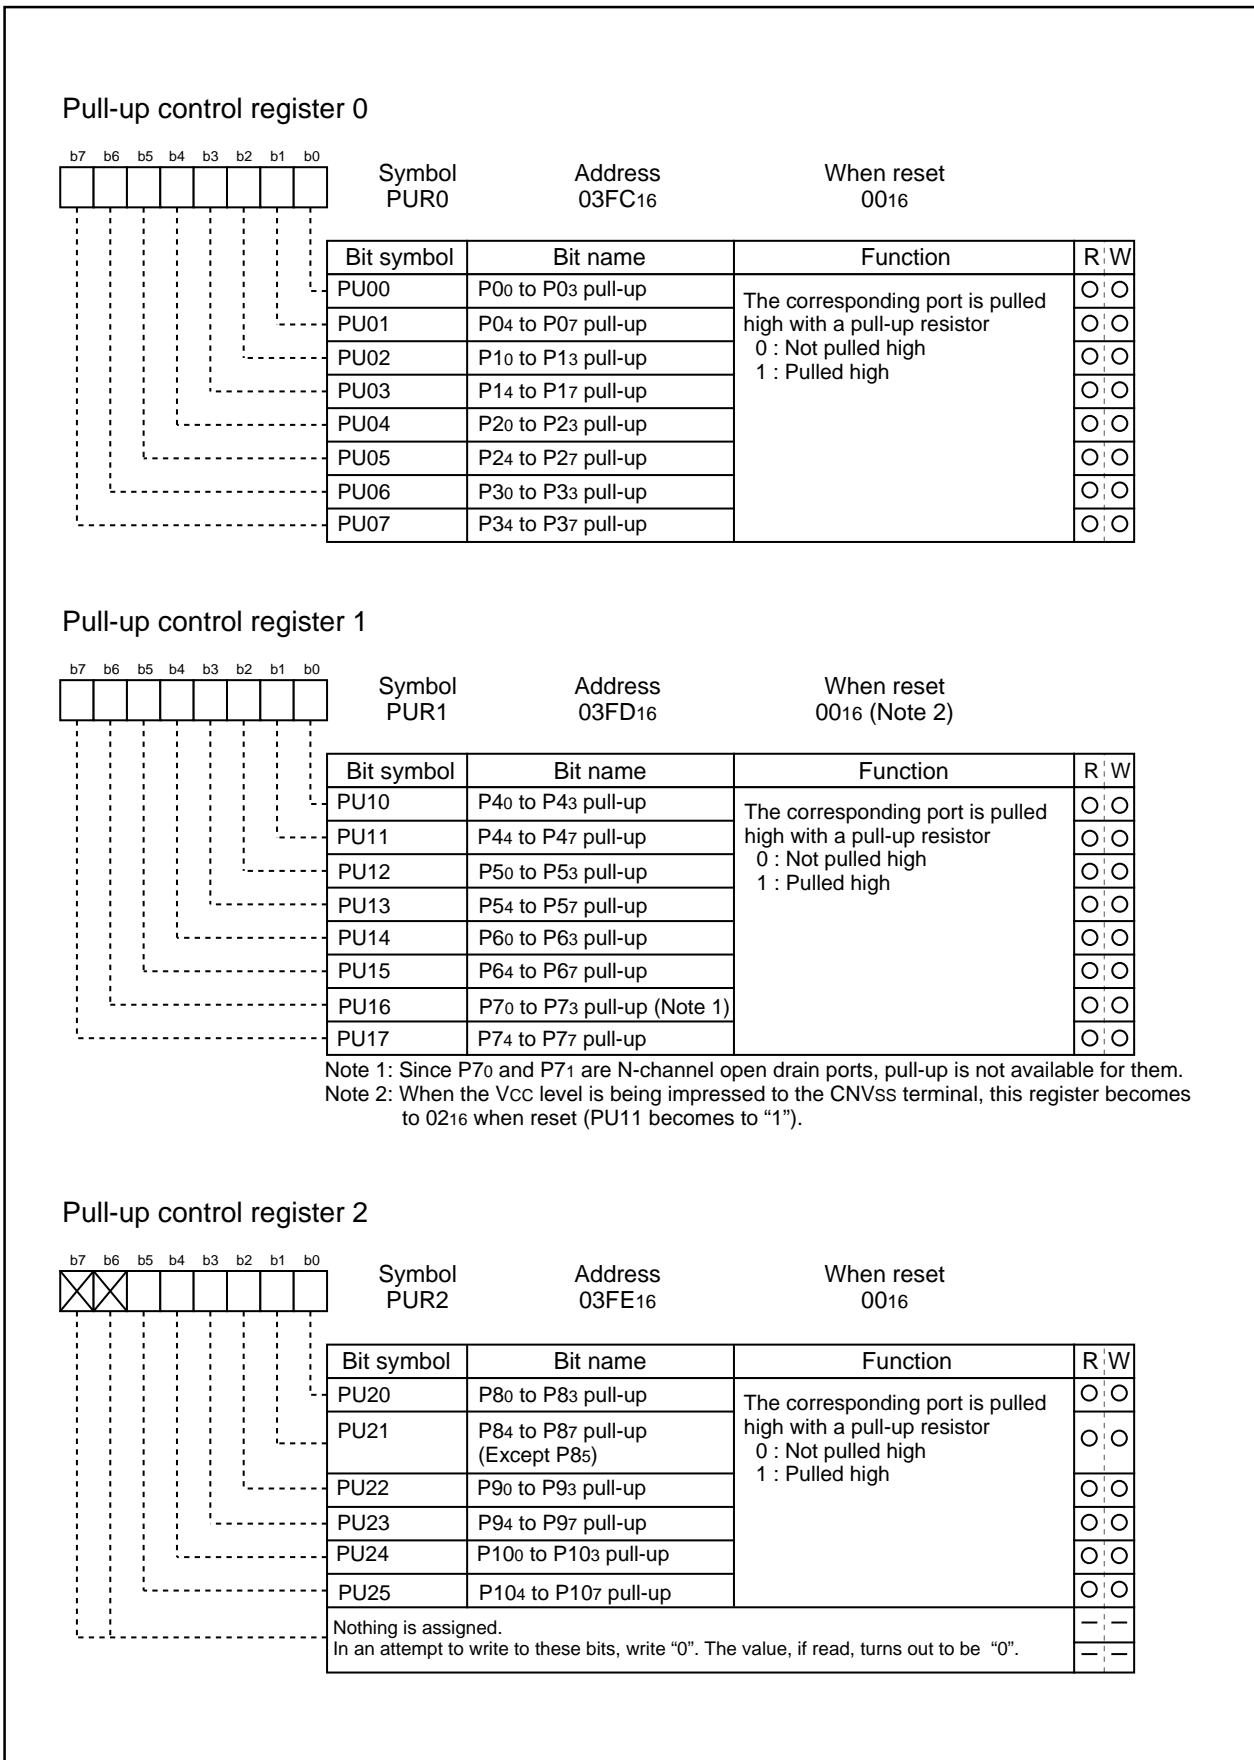 Pull-up control register 0
b7 b6 b5 b4 b3 b2 b1 b0
Symbol Address When reset
PUR0 03FC16 0016
Bit symbol Bit name Function R W
PU00 P00 to P03 pull-up
The corresponding port is pulled
PU01 P04 to P07 pull-up high with a pull-up resistor
PU02 P10 to P13 pull-up 0 : Not pulled high
1 : Pulled high
PU03 P14 to P17 pull-up
PU04 P20 to P23 pull-up
PU05 P24 to P27 pull-up
PU06 P30 to P33 pull-up
PU07 P34 to P37 pull-up
Pull-up control register 1
b7 b6 b5 b4 b3 b2 b1 b0
Symbol Address When reset
PUR1 03FD16 0016 (Note 2)
Bit symbol Bit name Function R W
PU10 P40 to P43 pull-up
The corresponding port is pulled
PU11 P44 to P47 pull-up high with a pull-up resistor
0 : Not pulled high
PU12 P50 to P53 pull-up
1 : Pulled high
PU13 P54 to P57 pull-up
PU14 P60 to P63 pull-up
PU15 P64 to P67 pull-up
PU16 P70 to P73 pull-up (Note 1)
PU17 P74 to P77 pull-up
Note 1: Since P70 and P71 are N-channel open drain ports, pull-up is not available for them.
Note 2: When the VCC level is being impressed to the CNVSS terminal, this register becomes
to 0216 when reset (PU11 becomes to “1”).
Pull-up control register 2
b7 b6 b5 b4 b3 b2 b1 b0
Symbol Address When reset
PUR2 03FE16 0016
Bit symbol Bit name Function R W
PU20 P80 to P83 pull-up
The corresponding port is pulled
PU21 P84 to P87 pull-up high with a pull-up resistor
(Except P85) 0 : Not pulled high
1 : Pulled high
PU22 P90 to P93 pull-up
PU23 P94 to P97 pull-up
PU24 P100 to P103 pull-up
PU25 P104 to P107 pull-up
Nothing is assigned.
In an attempt to write to these bits, write “0”. The value, if read, turns out to be “0”.